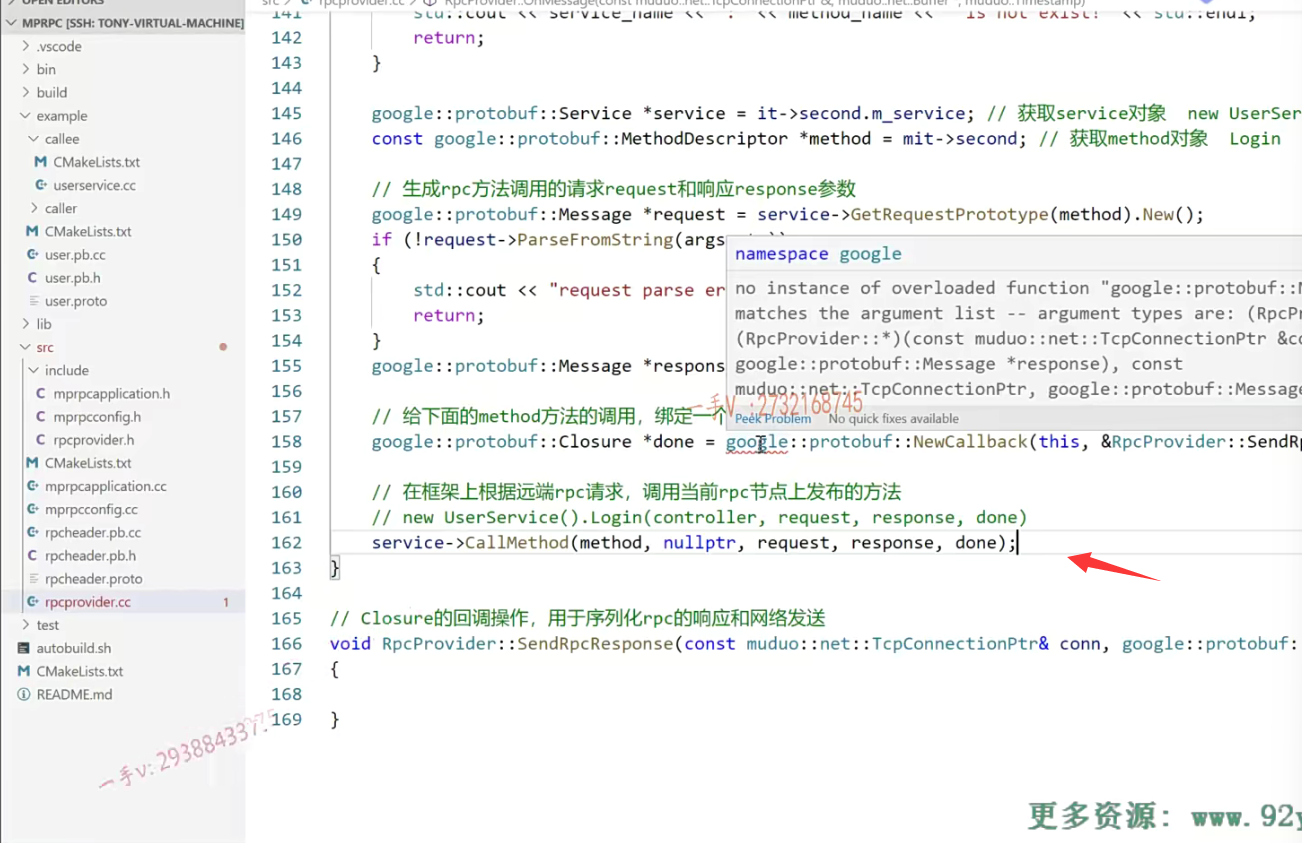 OPEN EDITORS
MPRPC [SSH: TONY-VIRTUAL-MACHINE]
.vscode
bin
build
example
callee
CMakeLists.txt
userservice.cc
caller
CMakeLists.txt
user.pb.cc
user.pb.h
user.proto
lib
src
include
mprpcapplication.h
mprpcconfig.h
rpcprovider.h
CMakeLists.txt
mprpcapplication.cc
mprpcconfig.cc
rpcheader.pb.cc
rpcheader.pb.h
rpcheader.proto
rpcprovider.cc 1
test
autobuild.sh
CMakeLists.txt
README.md
src > rpcprovider.cc > RpcProvider::OnMessage(const muduo::net::TcpConnectionPtr &, muduo::net::Buffer *, muduo::Timestamp)
141 std::cout << service_name << ":" << method_name << " is not exist!" << std::endl;
142 return;
143 }
144
145 google::protobuf::Service *service = it->second.m_service; // 获取service对象 new UserSer
146 const google::protobuf::MethodDescriptor *method = mit->second; // 获取method对象 Login
147
148 // 生成rpc方法调用的请求request和响应response参数
149 google::protobuf::Message *request = service->GetRequestPrototype(method).New();
150 if (!request->ParseFromString(args
151 {
152 std::cout << "request parse er
153 return;
154 }
155 google::protobuf::Message *respons
156
157 // 给下面的method方法的调用，绑定一个
158 google::protobuf::Closure *done = google::protobuf::NewCallback(this, &RpcProvider::SendRp
159
160 // 在框架上根据远端rpc请求，调用当前rpc节点上发布的方法
161 // new UserService().Login(controller, request, response, done)
162 service->CallMethod(method, nullptr, request, response, done);
163 }
164
165 // Closure的回调操作，用于序列化rpc的响应和网络发送
166 void RpcProvider::SendRpcResponse(const muduo::net::TcpConnectionPtr& conn, google::protobuf:
167 {
168
169 }
namespace google
no instance of overloaded function "google::protobuf::N
matches the argument list -- argument types are: (RpcPr
(RpcProvider::*)(const muduo::net::TcpConnectionPtr &co
google::protobuf::Message *response), const
muduo::net::TcpConnectionPtr, google::protobuf::Message
Peek Problem No quick fixes available
一手V :2732168745
一手v:293884337
更多资源: www.92y